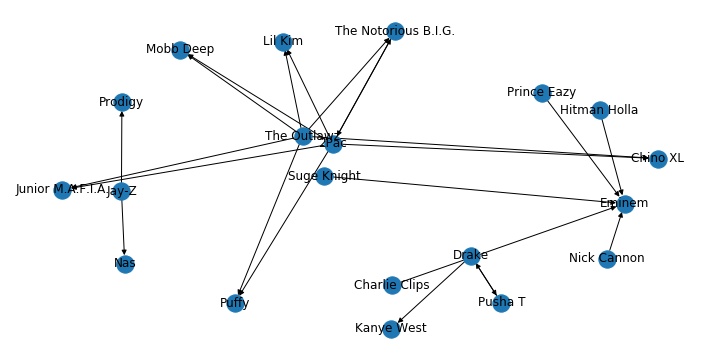 The Notorious B.I.G.
Lil Kim
Mobb Deep
Prince Eazy
Prodigy
Hitman Holla
The Outlawz
2Pac
Chino XL
Suge Knight
Junior M.A.F.I.A.
Jay-Z
Eminem
Drake
Nick Cannon
Nas
Charlie Clips
Puffy
Pusha T
Kanye West